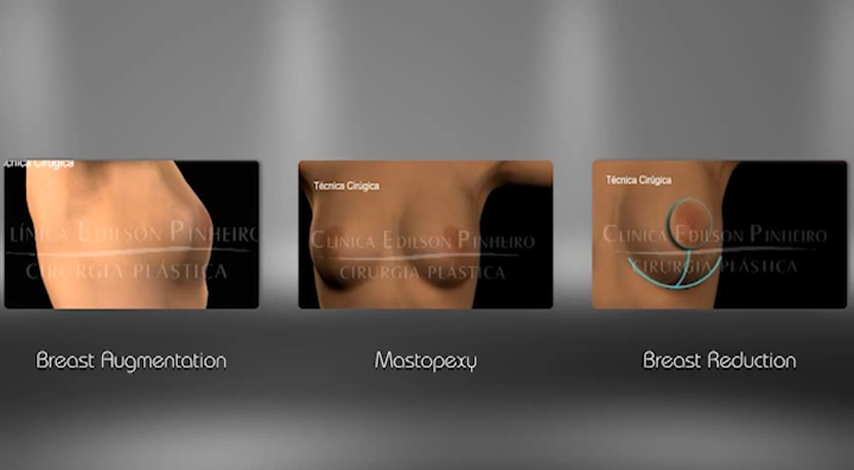 Técnica Cirúgica
LÍNICA EDILSON PINHEIRO
CIRURGIA PLÁSTICA
Breast Augmentation
Técnica Cirúgica
CLÍNICA EDILSON PINHEIRO
CIRURGIA PLÁSTICA
Mastopexy
Técnica Cirúgica
CLÍNICA EDILSON PINHEIRO
CIRURGIA PLÁSTICA
Breast Reduction